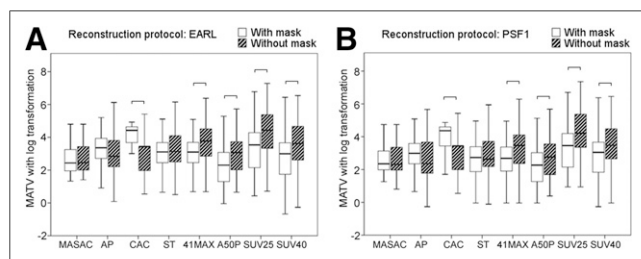 A
Reconstruction protocol: EARL
With mask
Without mask
MATV with log transformation
8
6
4
2
0
-2
MASAC AP CAC ST 41MAX A50P SUV25 SUV40
B
Reconstruction protocol: PSF1
With mask
Without mask
MATV with log transformation
8
6
4
2
0
-2
MASAC AP CAC ST 41MAX A50P SUV25 SUV40